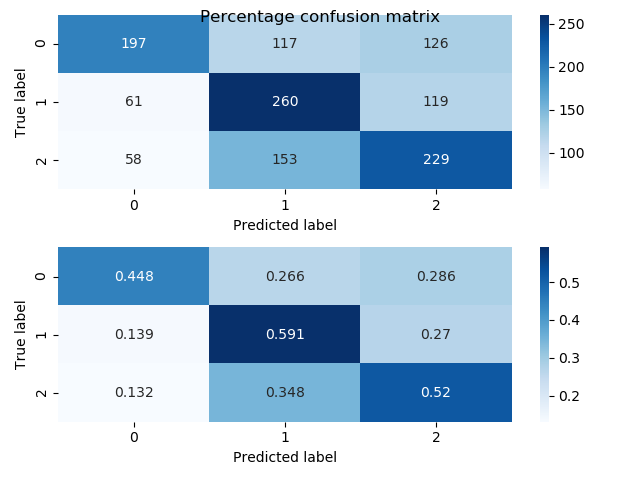 Percentage confusion matrix
True label
0 197 117 126
1 61 260 119
2 58 153 229
0 1 2
Predicted label
250
200
150
100
True label
0 0.448 0.266 0.286
1 0.139 0.591 0.27
2 0.132 0.348 0.52
0 1 2
Predicted label
0.5
0.4
0.3
0.2